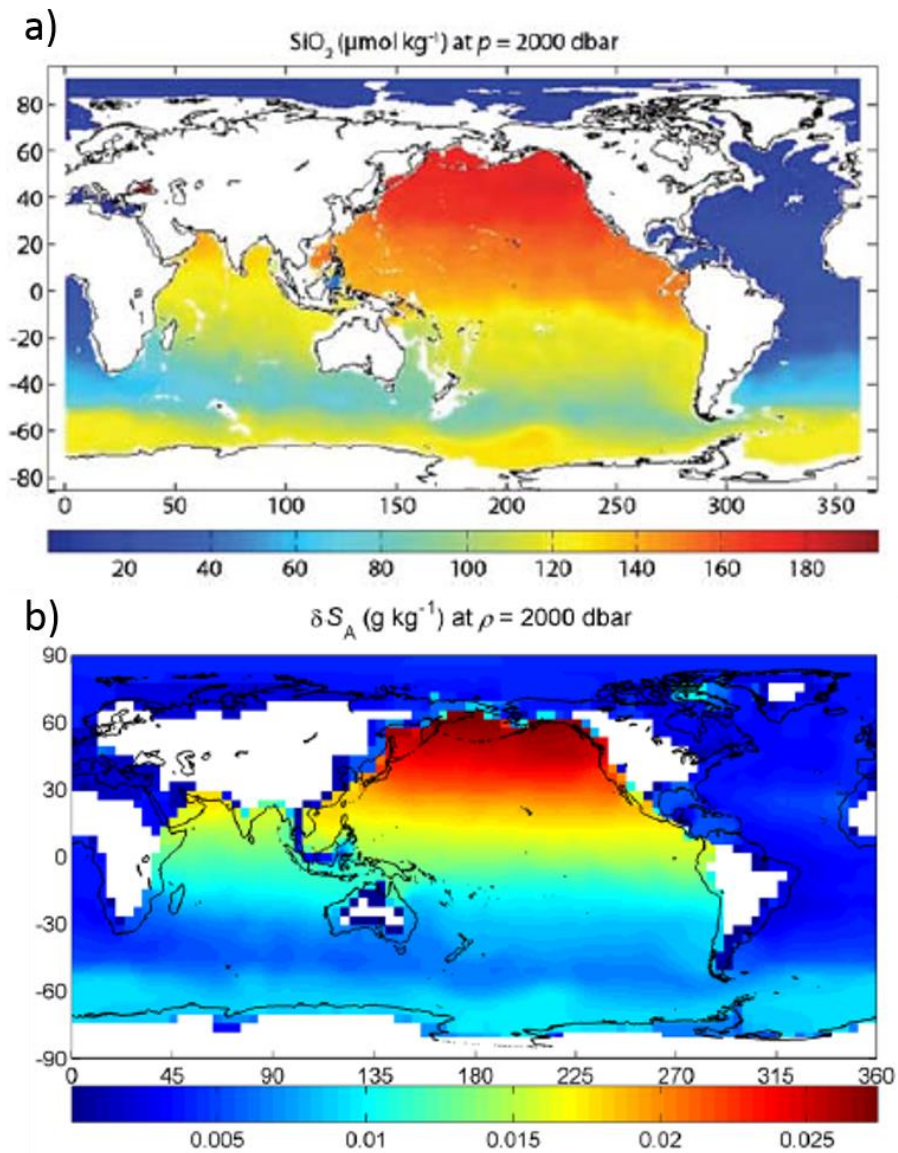 a)
SiO₂ (μmol kg⁻¹) at p = 2000 dbar
80
60
40
20
0
-20
-40
-60
-80
0 50 100 150 200 250 300 350
20 40 60 80 100 120 140 160 180
b)
δS_A (g kg⁻¹) at ρ = 2000 dbar
90
60
30
0
-30
-60
-90
0 45 90 135 180 225 270 315 360
0.005 0.01 0.015 0.02 0.025